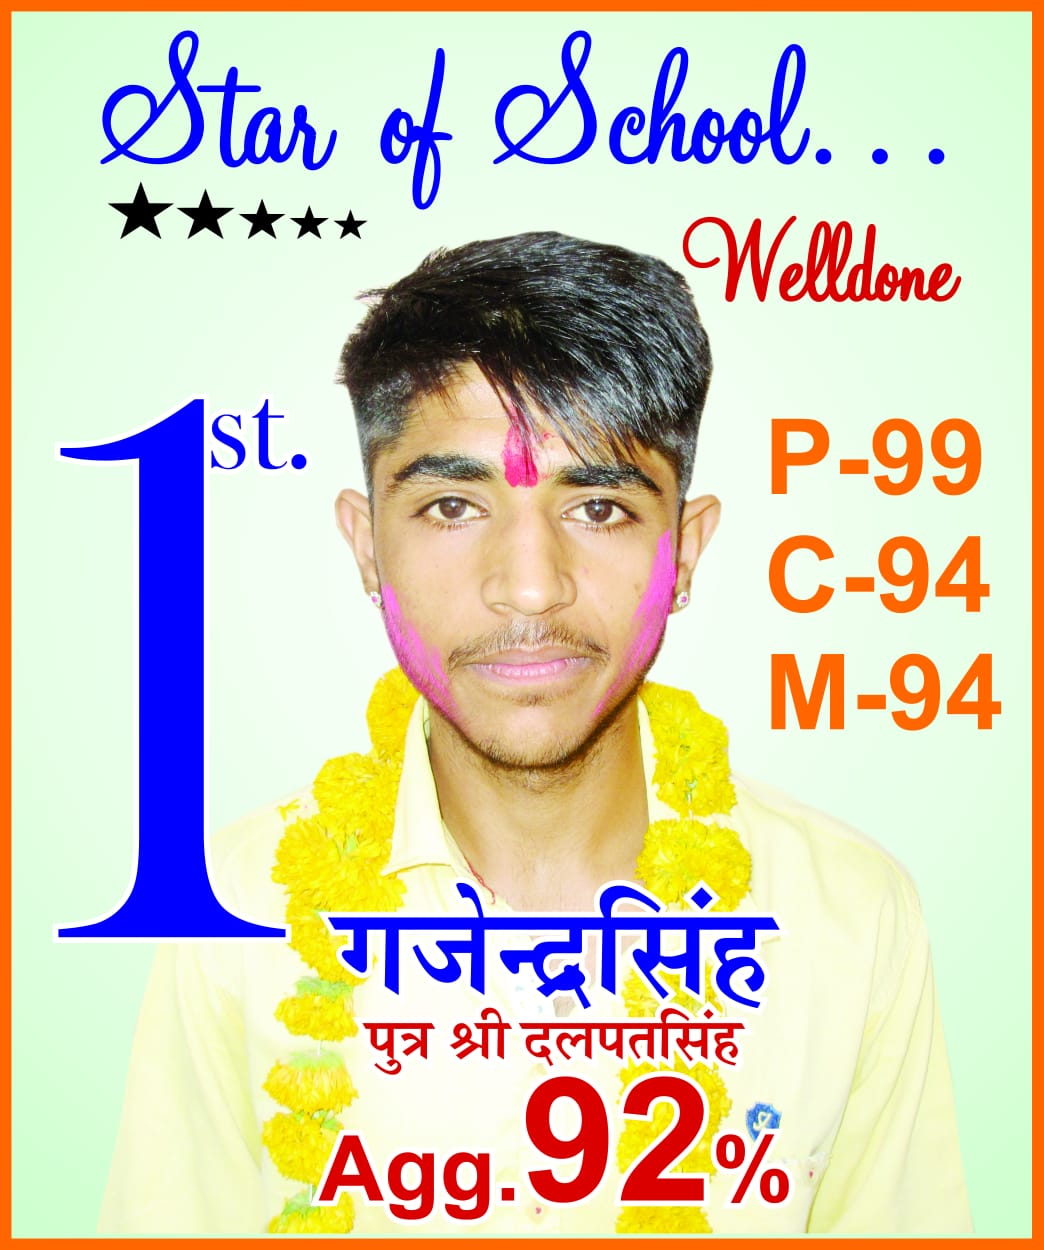 Star of School...
Welldone
1st.
P-99
C-94
M-94
गजेन्द्रसिंह
पुत्र श्री दलपतसिंह
Agg.92%